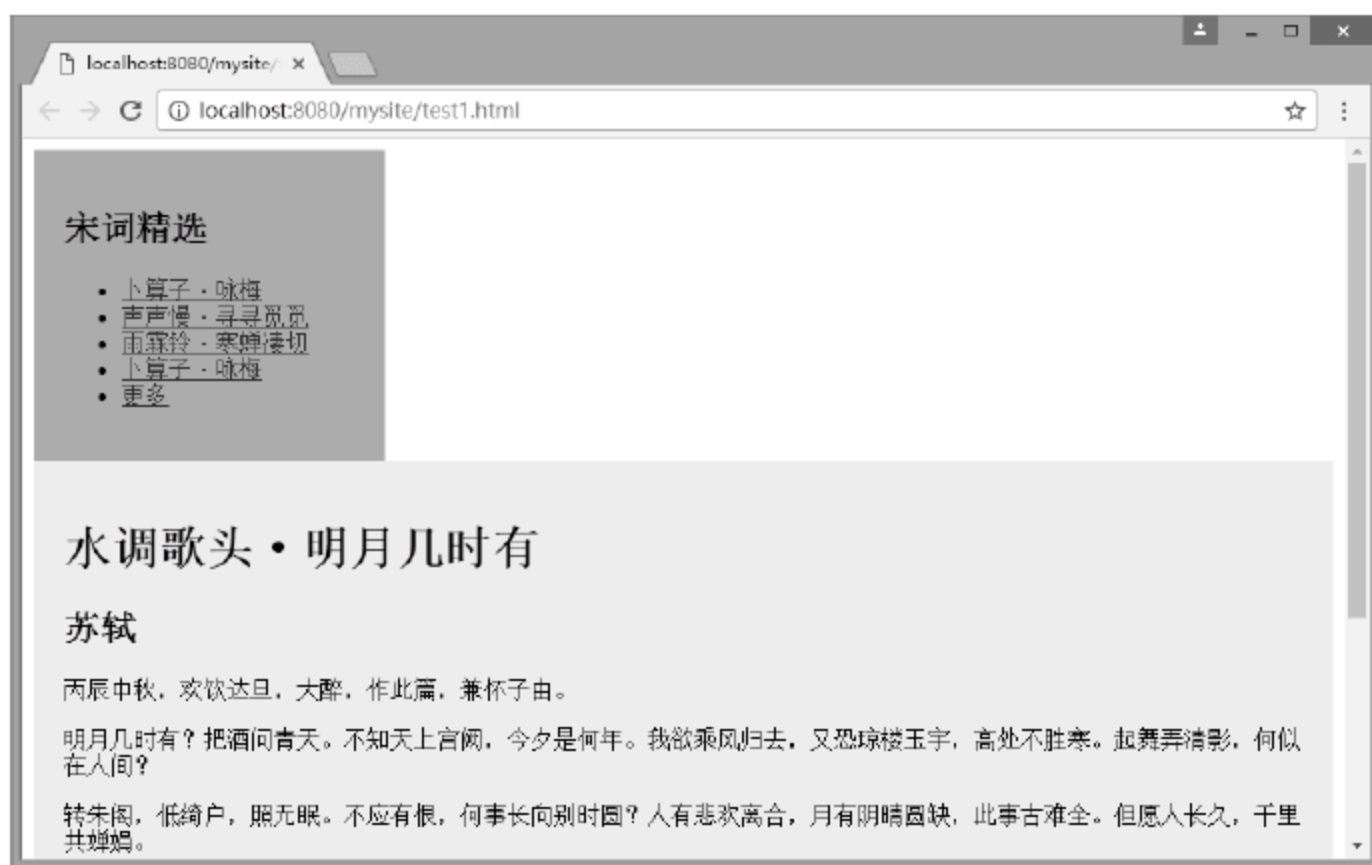 localhost:8080/mysite/
localhost:8080/mysite/test1.html
宋词精选
卜算子·咏梅
声声慢·寻寻觅觅
雨霖铃·寒蝉凄切
卜算子·咏梅
更多
水调歌头·明月几时有
苏轼
丙辰中秋，欢饮达旦，大醉，作此篇，兼怀子由。
明月几时有？把酒问青天。不知天上宫阙，今夕是何年。我欲乘风归去，又恐琼楼玉宇，高处不胜寒。起舞弄清影，何似
在人间？
转朱阁，低绮户，照无眠。不应有恨，何事长向别时圆？人有悲欢离合，月有阴晴圆缺，此事古难全。但愿人长久，千里
共婵娟。